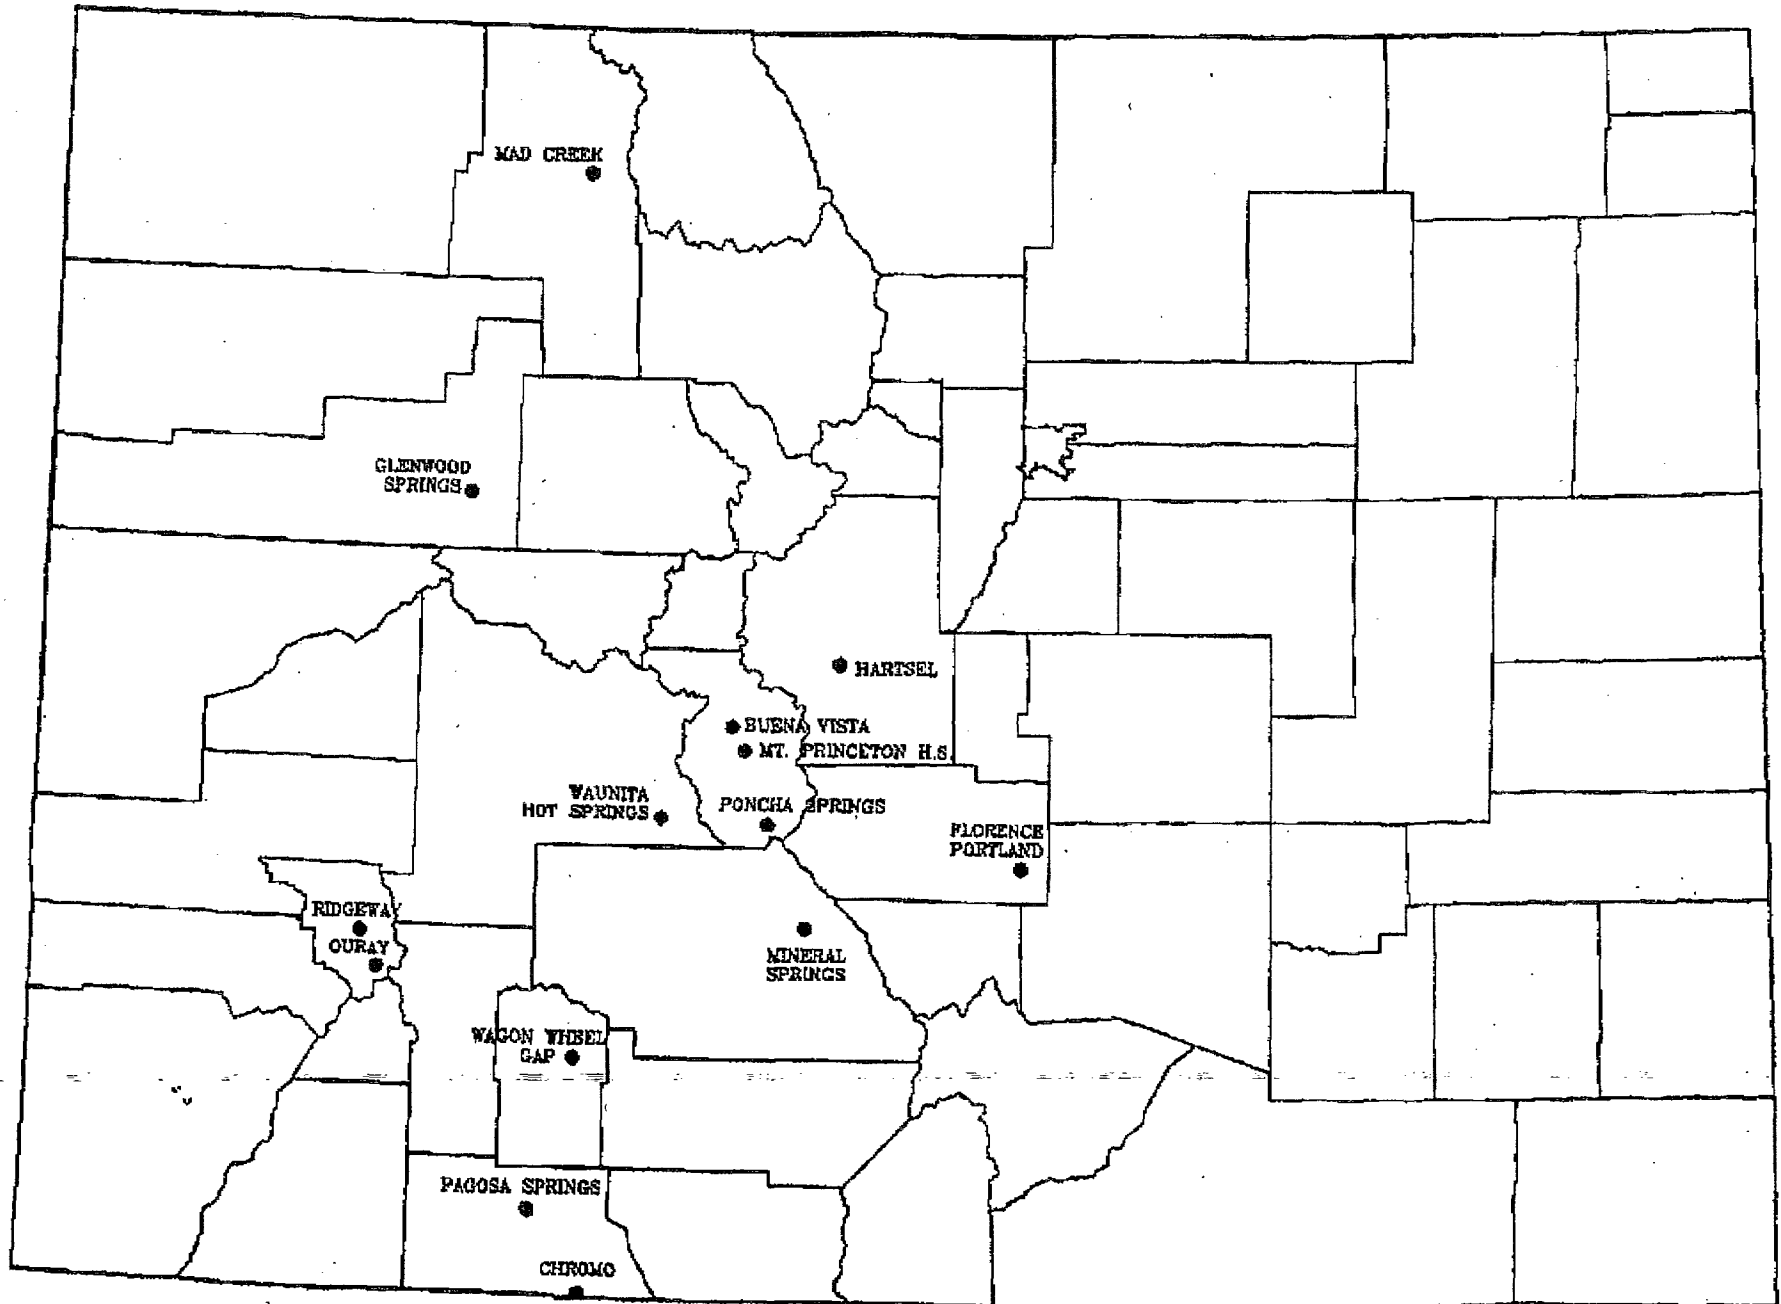 MAD CREEK
GLENWOOD
SPRINGS
HARTSEL
BUENA VISTA
MT. PRINCETON H.S.
WAUNITA
HOT SPRINGS
PONCHA SPRINGS
FLORENCE
PORTLAND
RIDGEWAY
OURAY
MINERAL
SPRINGS
WAGON WHEEL
GAP
PAGOSA SPRINGS
CHROMO